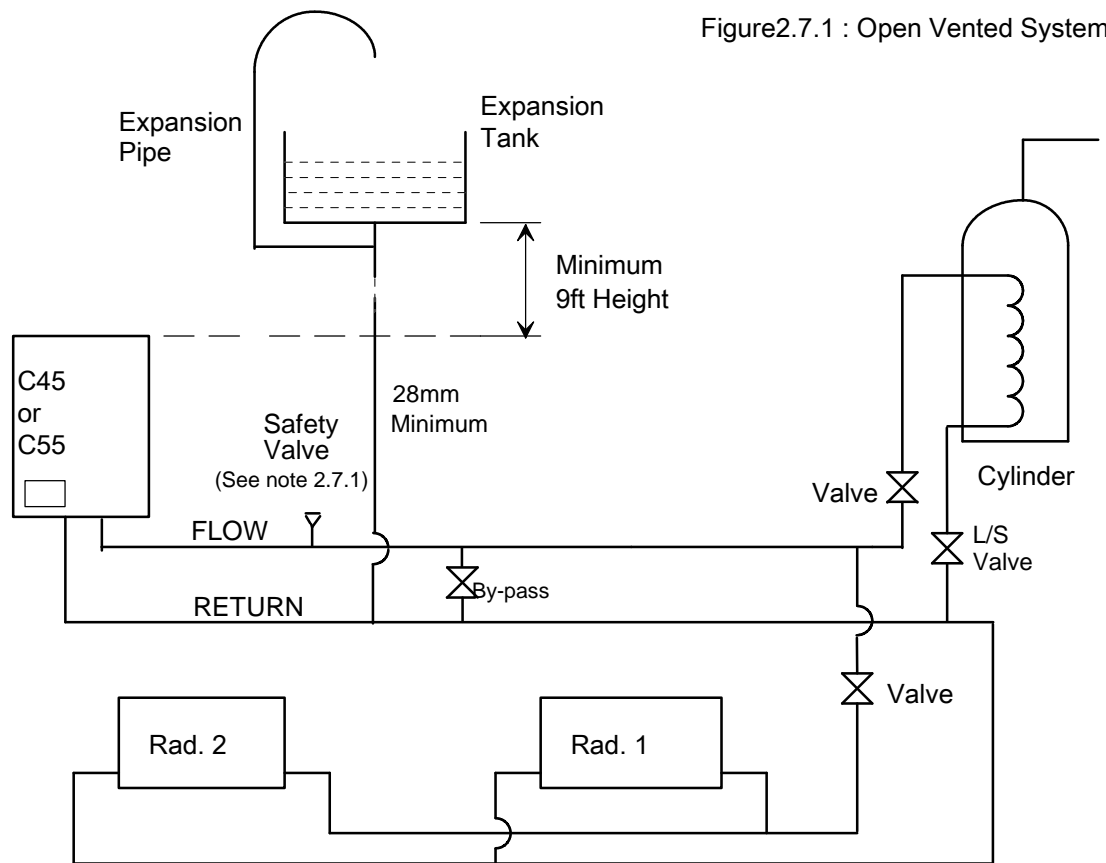 Figure2.7.1 : Open Vented System
Expansion
Pipe
Expansion
Tank
Minimum
9ft Height
C45
or
C55
28mm
Minimum
Safety
Valve
(See note 2.7.1)
Valve
Cylinder
L/S
Valve
FLOW
By-pass
RETURN
Valve
Rad. 2
Rad. 1